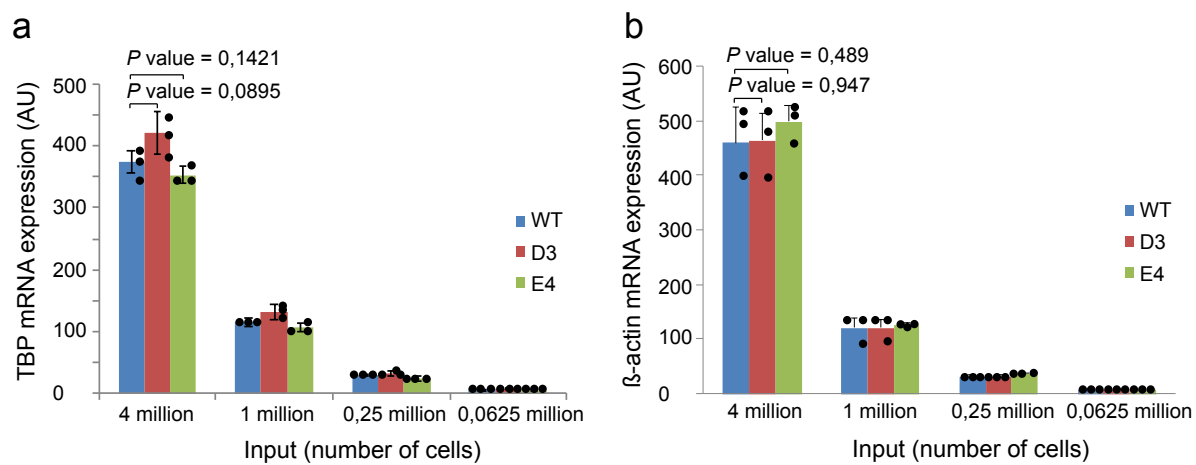 a
P value = 0,1421
P value = 0,0895
TBP mRNA expression (AU)
500
400
300
200
100
0
WT
D3
E4
4 million
1 million
0,25 million
0,0625 million
Input (number of cells)
b
P value = 0,489
P value = 0,947
ß-actin mRNA expression (AU)
600
500
400
300
200
100
0
WT
D3
E4
4 million
1 million
0,25 million
0,0625 million
Input (number of cells)